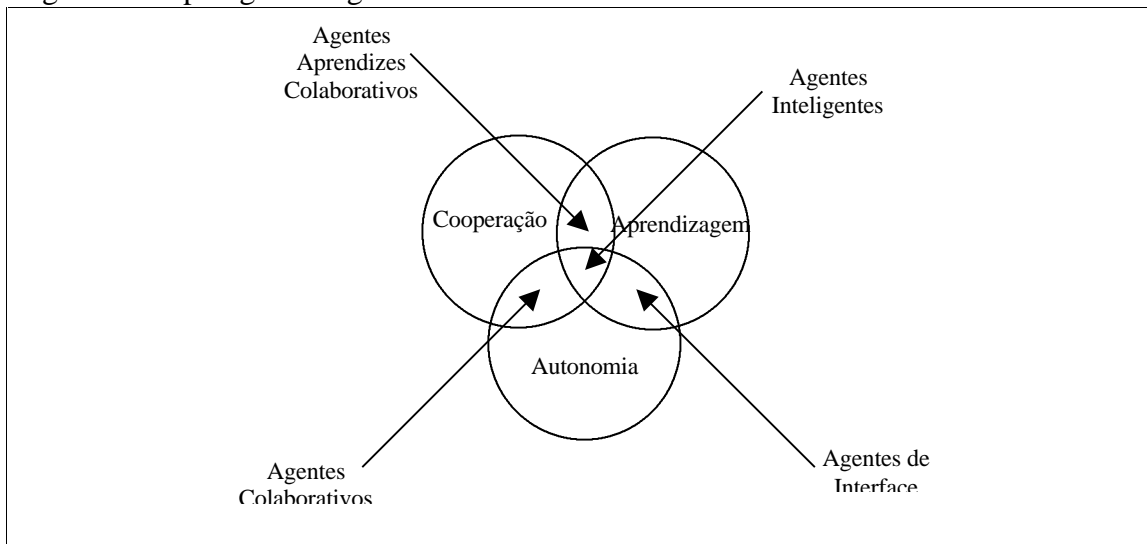 Agentes
Aprendizes
Colaborativos
Agentes
Inteligentes
Cooperação
Aprendizagem
Autonomia
Agentes
Colaborativos
Agentes de
Interface